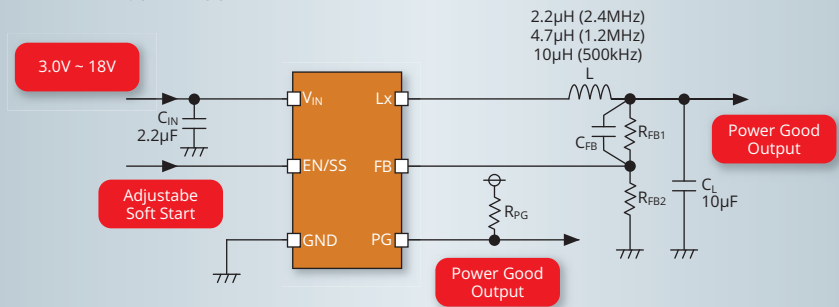 2.2µH (2.4MHz)
4.7µH (1.2MHz)
10µH (500kHz)
L
3.0V ~ 18V
VIN
Lx
CIN
2.2µF
CFB
RFB1
Power Good
Output
EN/SS
FB
Adjustabe
Soft Start
RPG
RFB2
CL
10µF
GND
PG
Power Good
Output